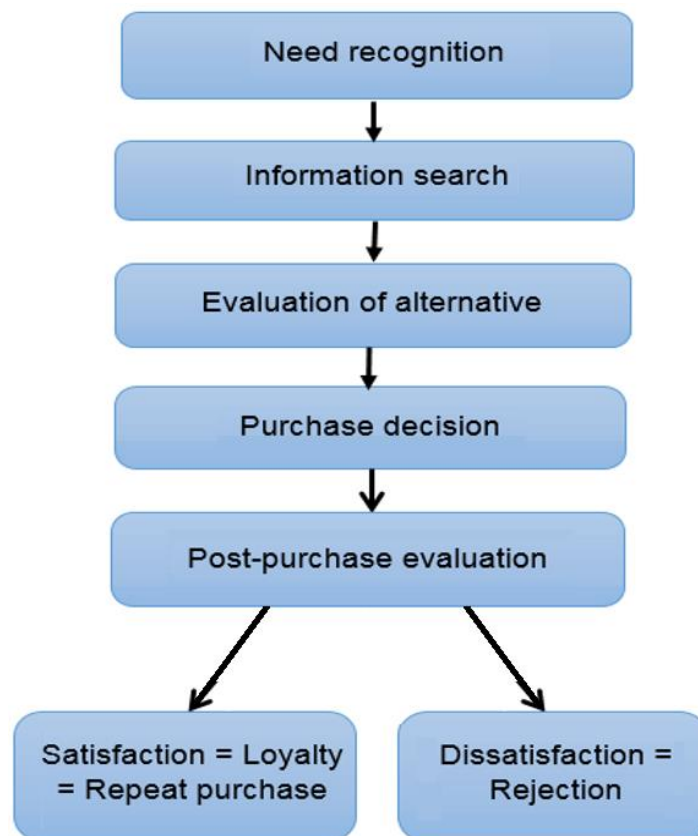 Need recognition
Information search
Evaluation of alternative
Purchase decision
Post-purchase evaluation
Satisfaction = Loyalty
= Repeat purchase
Dissatisfaction =
Rejection